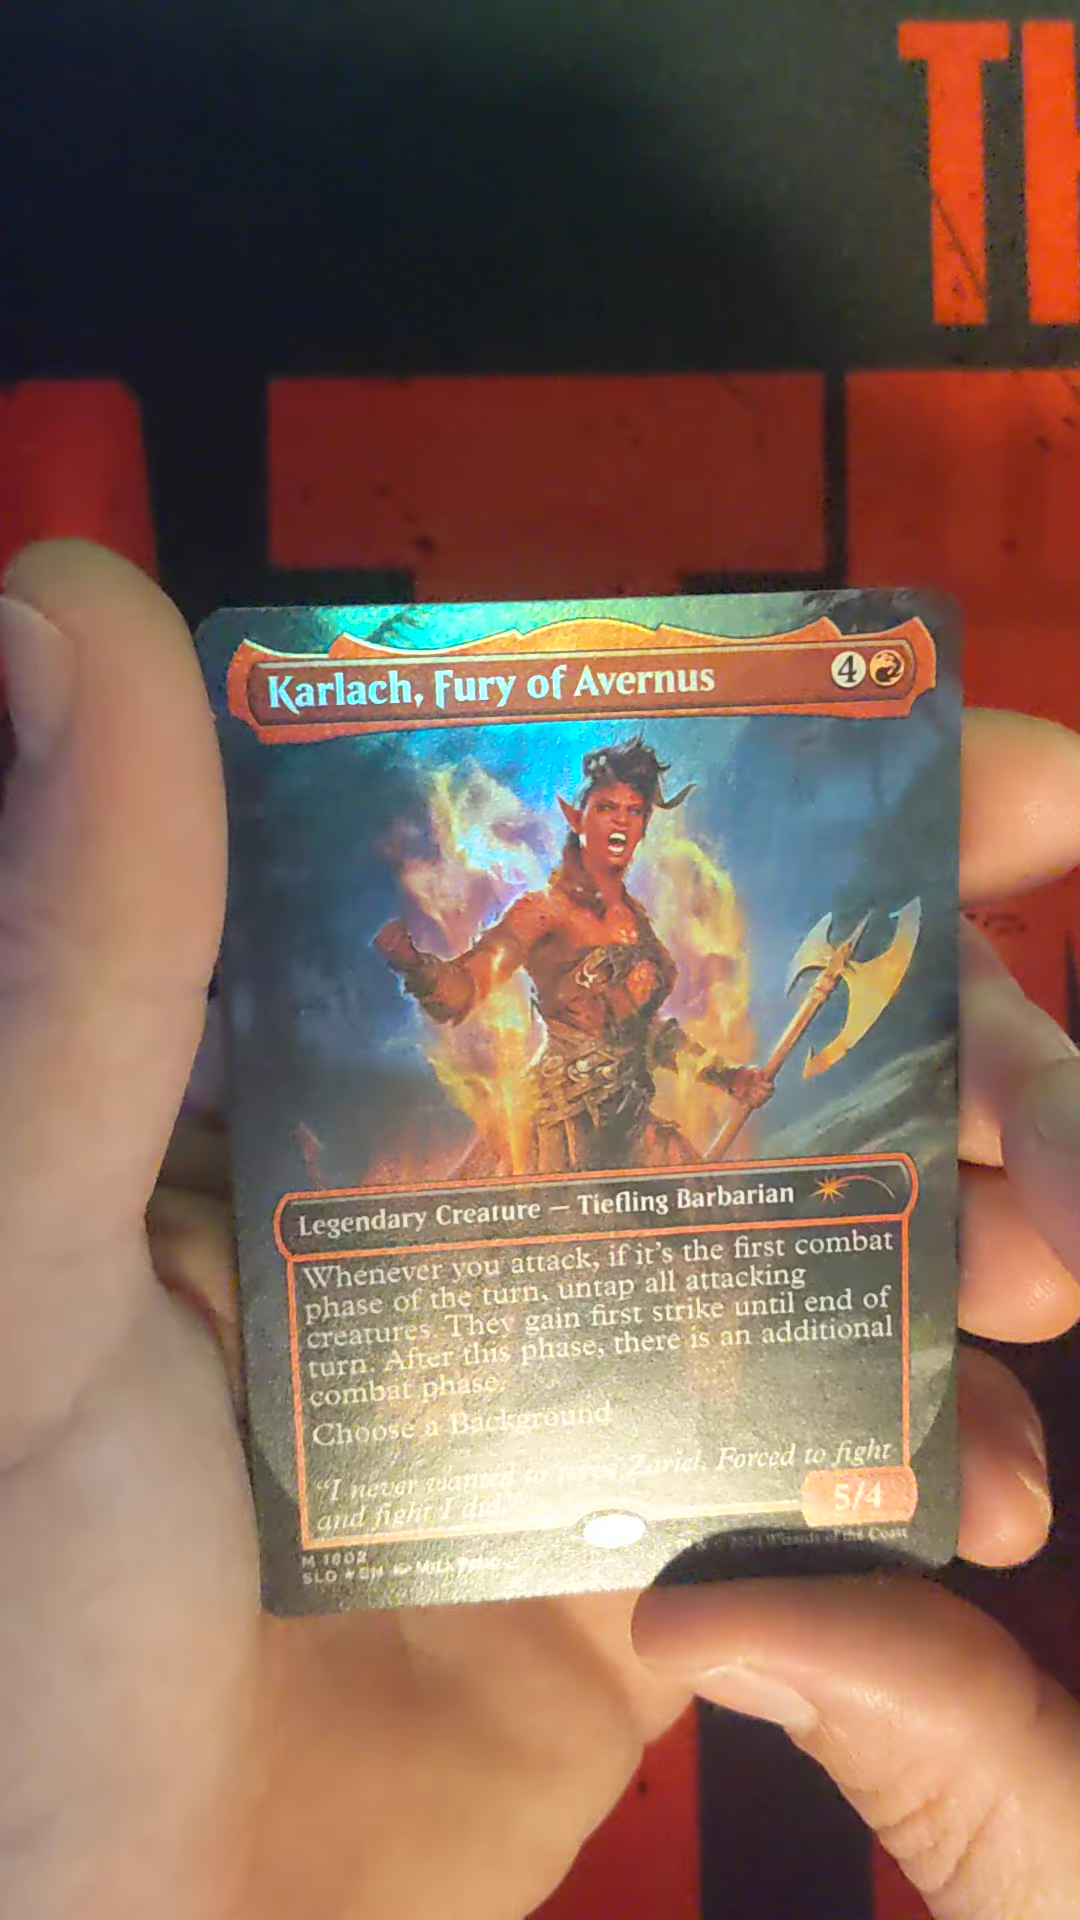 TH
Karlach, Fury of Avernus 4
Legendary Creature — Tiefling Barbarian
Whenever you attack, if it's the first combat
phase of the turn, untap all attacking
creatures. They gain first strike until end of
turn. After this phase, there is an additional
combat phase.
Choose a Background
"I never wanted to serve Zariel. Forced to fight
and fight I did."
5/4
M 1602
SLD ★ EN
Wizards of the Coast